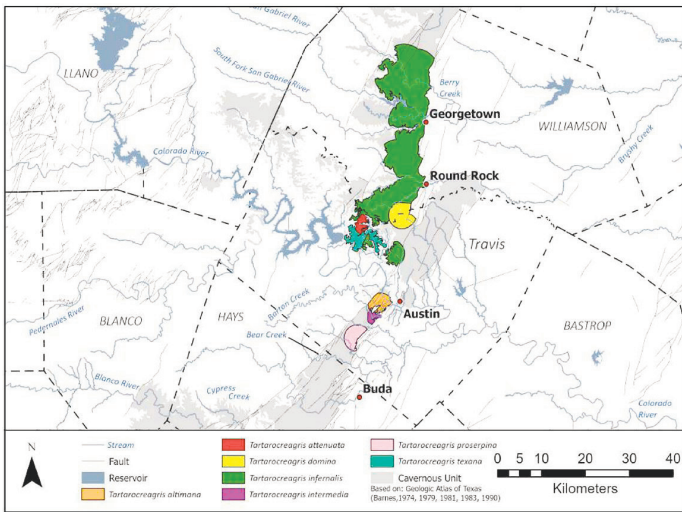 San Gabriel River
South Fork San Gabriel River
LLANO
Berry
Creek
Georgetown
WILLIAMSON
Brushy Creek
Colorado River
Round Rock
Travis
Pedernales River
BLANCO
HAYS
Barton Creek
Austin
BASTROP
Bear Creek
Blanco River
Cypress
Creek
Buda
Colorado
River
N
Stream
Fault
Reservoir
Tartarocreagris altimana
Tartarocreagris attenuata
Tartarocreagris domina
Tartarocreagris infernalis
Tartarocreagris intermedia
Tartarocreagris proserpina
Tartarocreagris texana
Cavernous Unit
Based on: Geologic Atlas of Texas
(Barnes,1974, 1979, 1981, 1983, 1990)
0 5 10 20 30 40
Kilometers